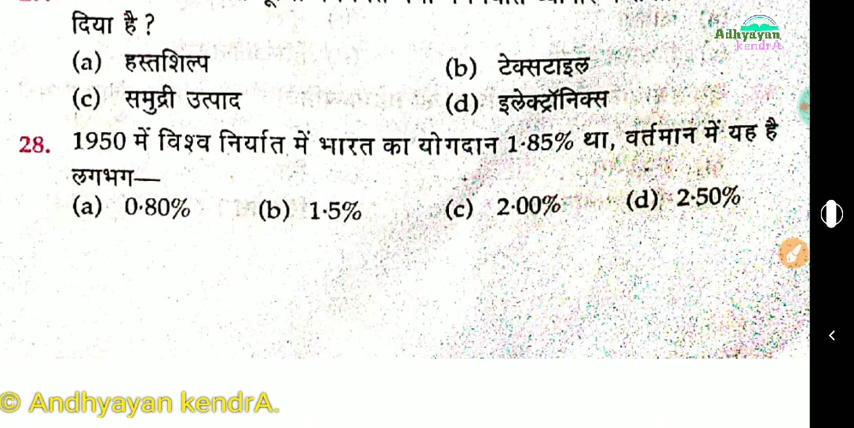 दिया है ?
Adhyayan
kendrA
(a) हस्तशिल्प (b) टेक्सटाइल
(c) समुद्री उत्पाद (d) इलेक्ट्रॉनिक्स
28. 1950 में विश्व निर्यात में भारत का योगदान 1·85% था, वर्तमान में यह है
लगभग—
(a) 0·80% (b) 1·5% (c) 2·00% (d) 2·50%
© Andhyayan kendrA.